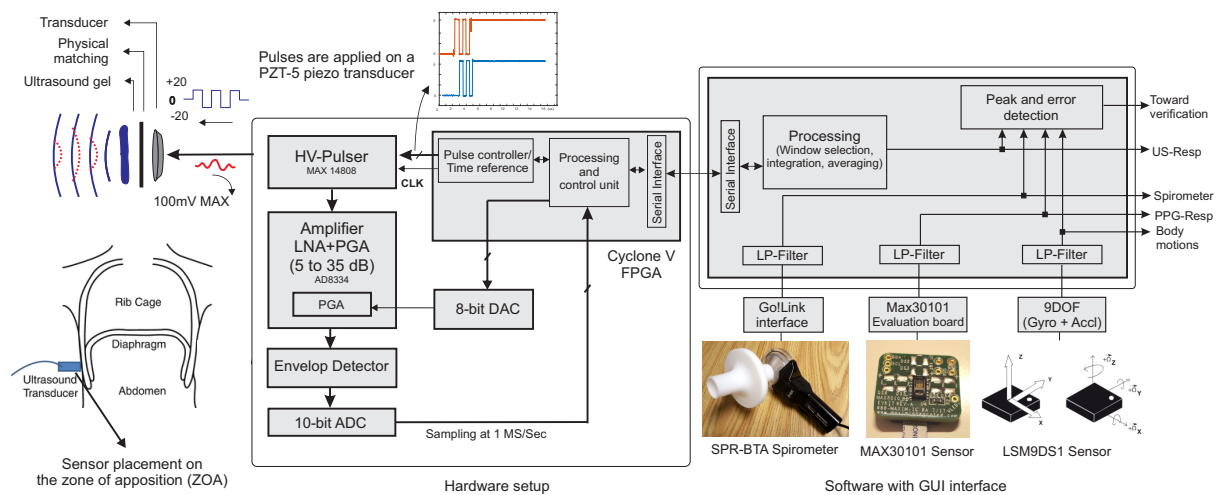 Transducer
Physical
matching
Ultrasound gel
+20
0
-20
100mV MAX
Pulses are applied on a
PZT-5 piezo transducer
HV-Pulser
MAX 14808
CLK
Pulse controller/
Time reference
Processing
and
control unit
Serial Interface
Cyclone V
FPGA
Amplifier
LNA+PGA
(5 to 35 dB)
AD8334
PGA
8-bit DAC
Envelop Detector
10-bit ADC
Sampling at 1 MS/Sec
Hardware setup
Rib Cage
Diaphragm
Abdomen
Ultrasound
Transducer
Sensor placement on
the zone of apposition (ZOA)
Serial Interface
Processing
(Window selection,
integration, averaging)
Peak and error
detection
Toward
verification
US-Resp
Spirometer
PPG-Resp
Body
motions
LP-Filter
LP-Filter
LP-Filter
Go!Link
interface
Max30101
Evaluation board
9DOF
(Gyro + Accl)
Z
Y
X
+Ω Z
+Ω Y
+Ω X
SPR-BTA Spirometer
MAX30101 Sensor
LSM9DS1 Sensor
Software with GUI interface